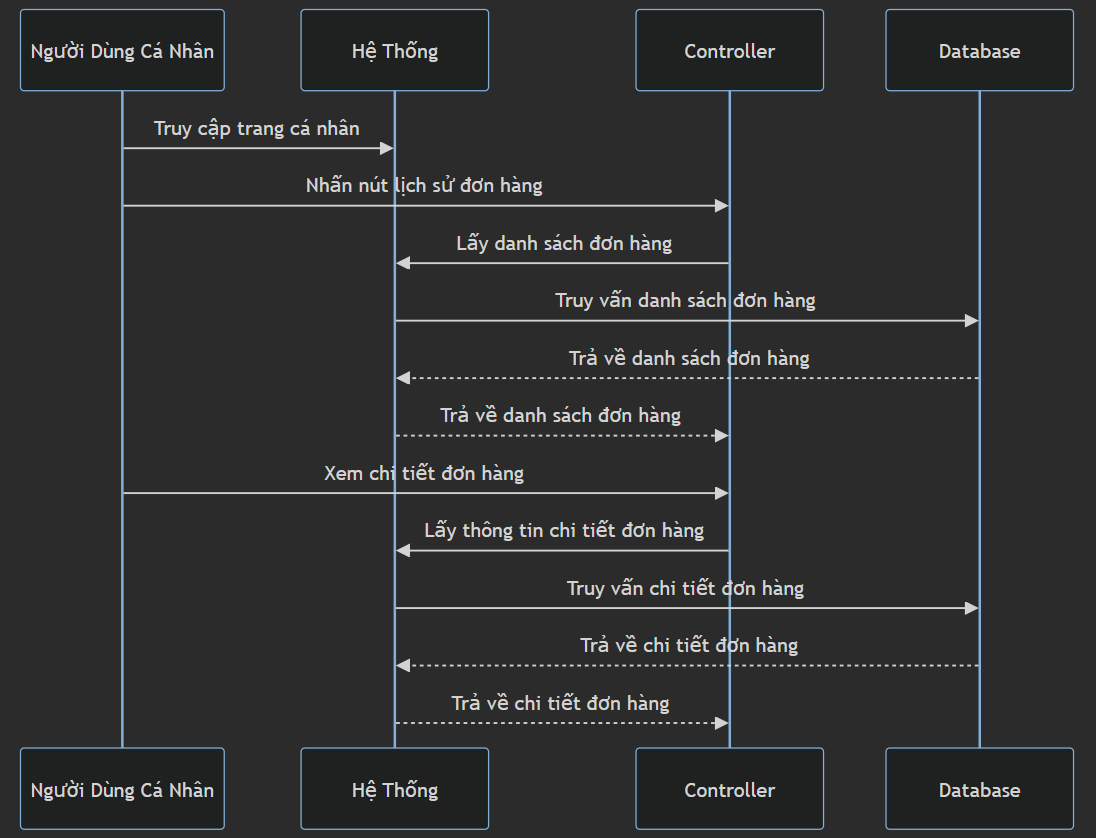 Người Dùng Cá Nhân
Hệ Thống
Controller
Database
Truy cập trang cá nhân
Nhấn nút lịch sử đơn hàng
Lấy danh sách đơn hàng
Truy vấn danh sách đơn hàng
Trả về danh sách đơn hàng
Trả về danh sách đơn hàng
Xem chi tiết đơn hàng
Lấy thông tin chi tiết đơn hàng
Truy vấn chi tiết đơn hàng
Trả về chi tiết đơn hàng
Trả về chi tiết đơn hàng
Người Dùng Cá Nhân
Hệ Thống
Controller
Database